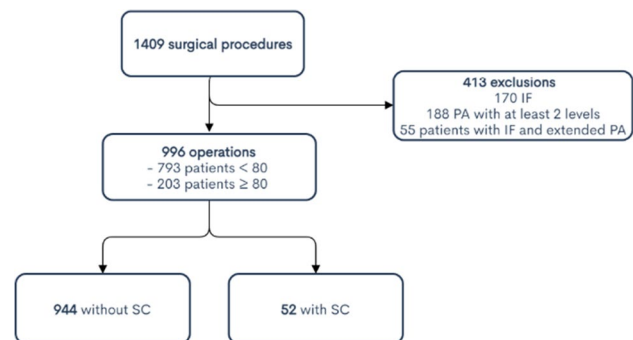 1409 surgical procedures
413 exclusions
170 IF
188 PA with at least 2 levels
55 patients with IF and extended PA
996 operations
- 793 patients < 80
- 203 patients ≥ 80
944 without SC
52 with SC